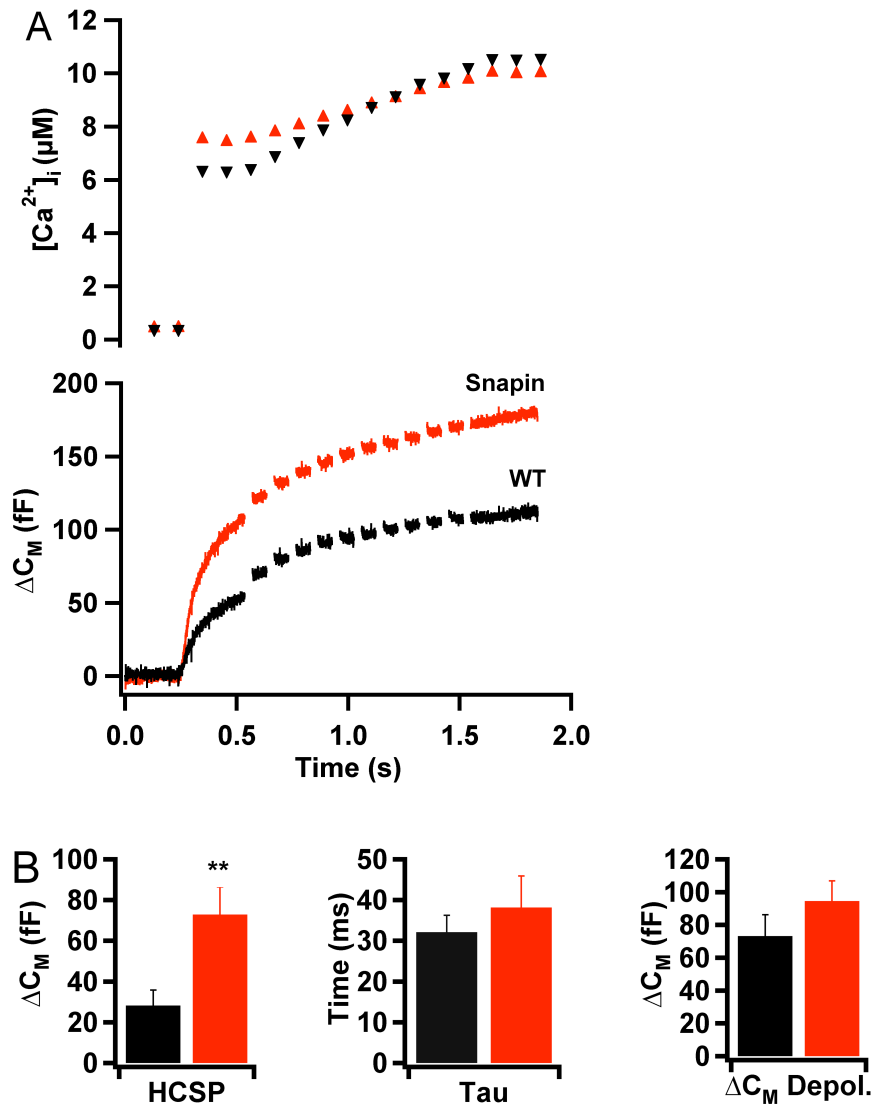 A
12
10
8
6
4
2
0
[Ca2+]i (µM)
200
150
100
50
0
ΔCM (fF)
Snapin
WT
0.0 0.5 1.0 1.5 2.0
Time (s)
B
100
80
60
40
20
0
ΔCM (fF)
**
HCSP
50
40
30
20
10
0
Time (ms)
Tau
120
100
80
60
40
20
0
ΔCM (fF)
ΔCM Depol.